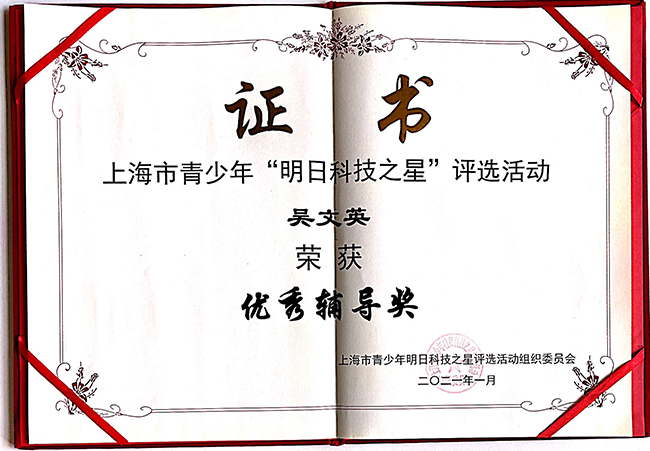 证书
上海市青少年“明日科技之星”评选活动
吴文英
荣获
优秀辅导奖
上海市青少年明日科技之星评选活动组织委员会
二〇二一年一月